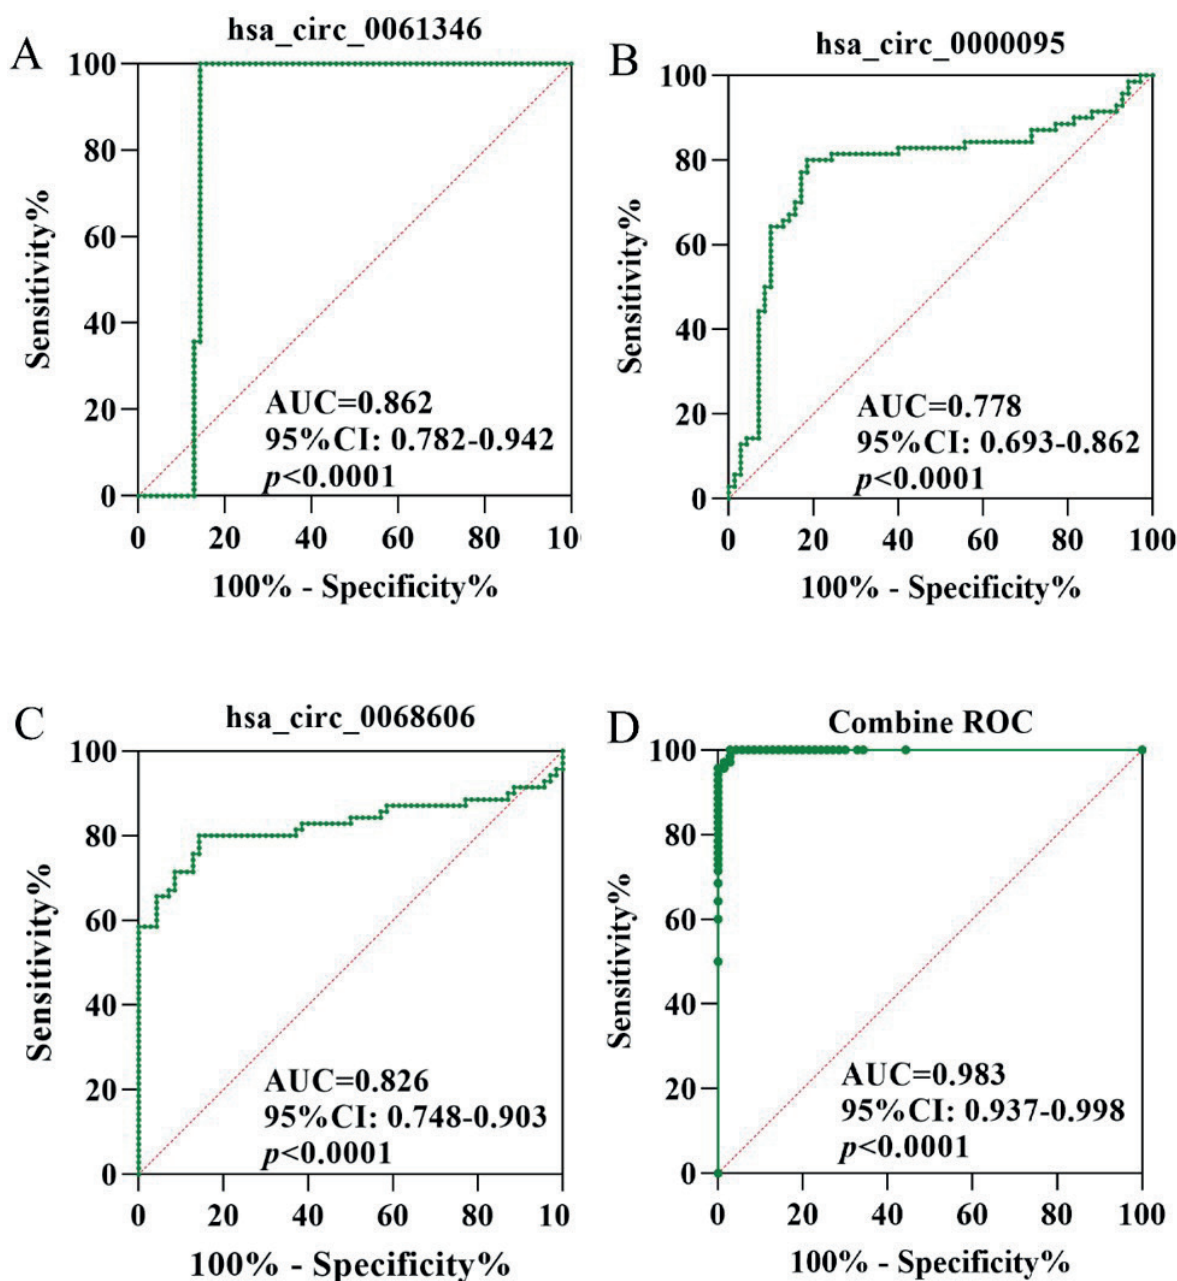 A
hsa_circ_0061346
100
80
60
40
20
0
Sensitivity%
AUC=0.862
95%CI: 0.782-0.942
p<0.0001
0 20 40 60 80 10
100% - Specificity%
B
hsa_circ_0000095
100
80
60
40
20
0
Sensitivity%
AUC=0.778
95%CI: 0.693-0.862
p<0.0001
0 20 40 60 80 100
100% - Specificity%
C
hsa_circ_0068606
100
80
60
40
20
0
Sensitivity%
AUC=0.826
95%CI: 0.748-0.903
p<0.0001
0 20 40 60 80 10
100% - Specificity%
D
Combine ROC
100
80
60
40
20
0
Sensitivity%
AUC=0.983
95%CI: 0.937-0.998
p<0.0001
0 20 40 60 80 100
100% - Specificity%